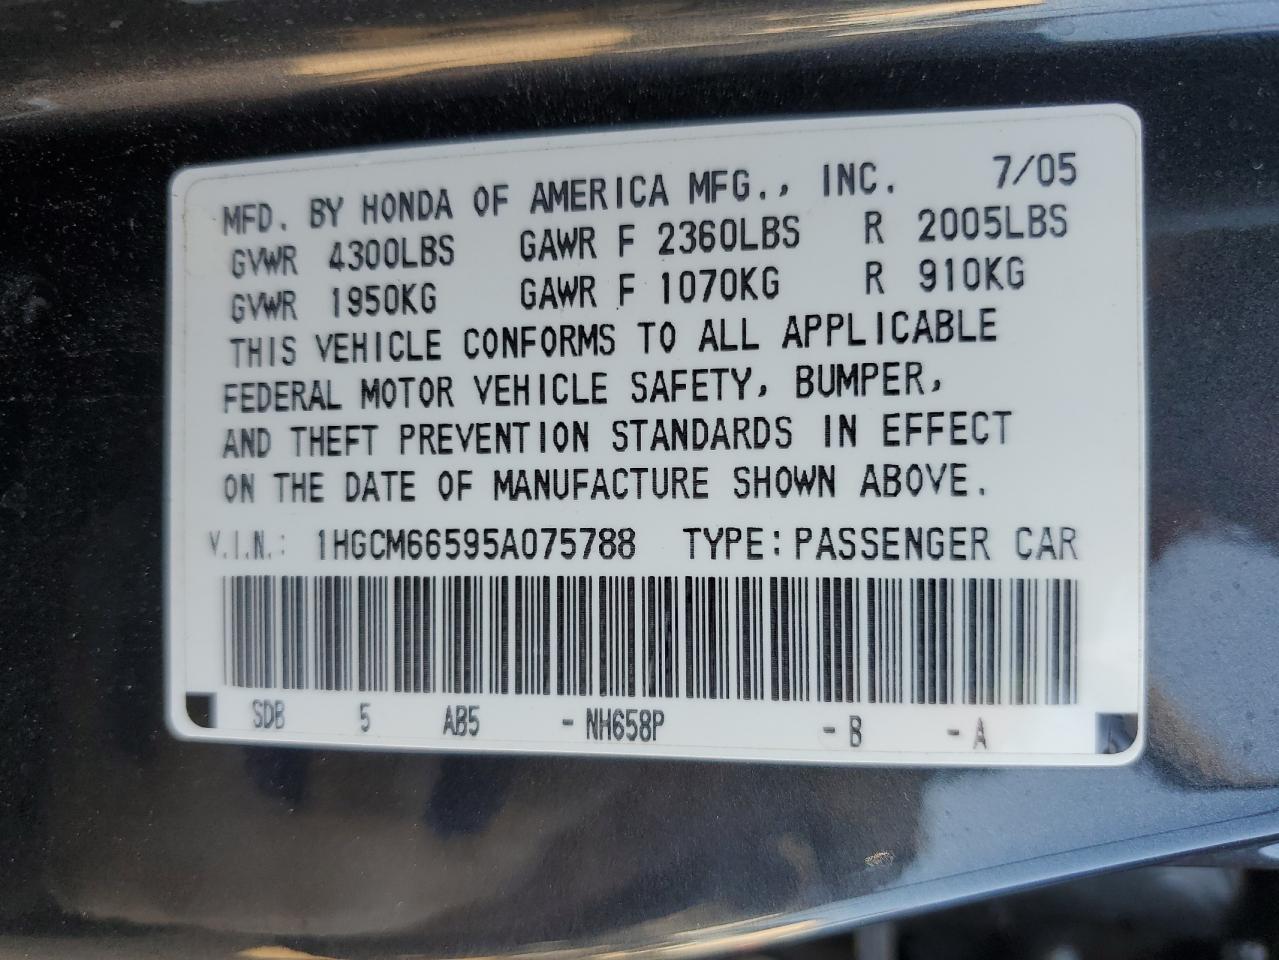 MFD. BY HONDA OF AMERICA MFG., INC. 7/05
GVWR 4300LBS GAWR F 2360LBS R 2005LBS
GVWR 1950KG GAWR F 1070KG R 910KG
THIS VEHICLE CONFORMS TO ALL APPLICABLE
FEDERAL MOTOR VEHICLE SAFETY, BUMPER,
AND THEFT PREVENTION STANDARDS IN EFFECT
ON THE DATE OF MANUFACTURE SHOWN ABOVE.
V.I.N.: 1HGCM66595A075788 TYPE: PASSENGER CAR
SDB 5 AB5 - NH658P - B - A